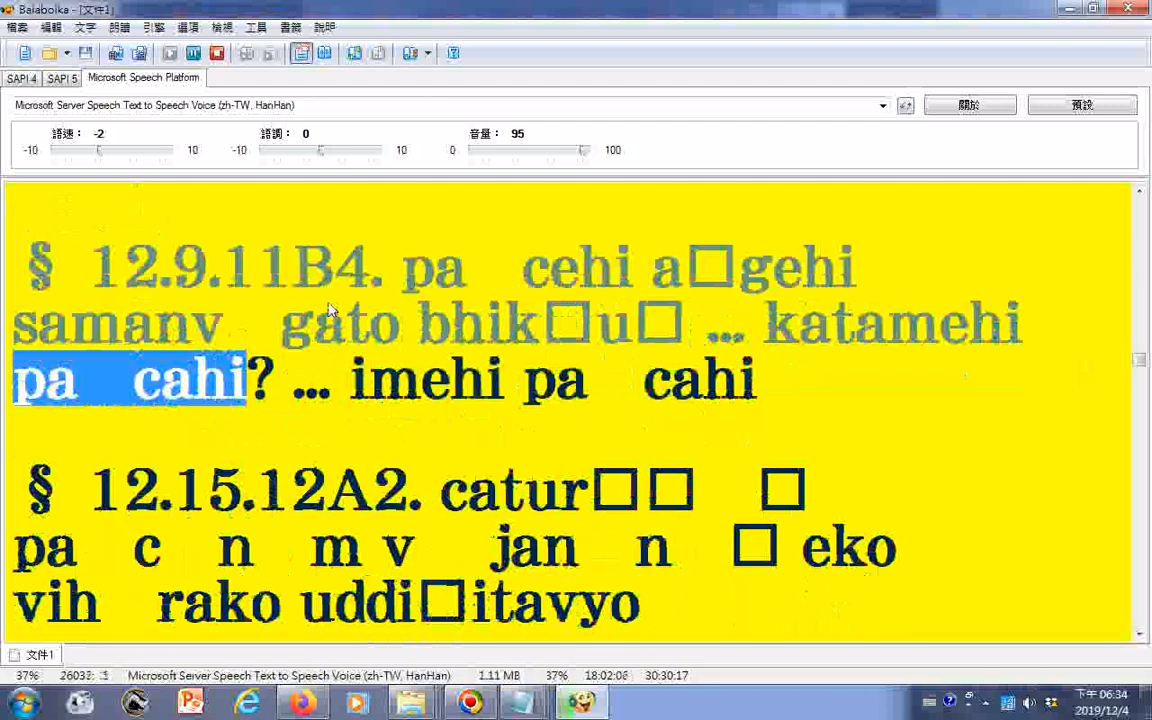 Balabolka - [文件1]
檔案 編輯 文字 朗讀 引擎 選項 檢視 工具 書籤 說明
SAPI 4 SAPI 5 Microsoft Speech Platform
Microsoft Server Speech Text to Speech Voice (zh-TW, HanHan) 關於 預設
語速： -2 語調： 0 音量： 95
-10 10 -10 10 0 100
§ 12.9.11B4. pa cehi a□gehi
samanv gato bhik□u□ ... katamehi
pa cahi? ... imehi pa cahi
§ 12.15.12A2. catur□□ □
pa c n m v jan n □ eko
vih rako uddi□itavyo
文件1
37% Microsoft Server Speech Text to Speech Voice (zh-TW, HanHan) 1.11 MB 37% 18:02:08 30:30:17
下午 06:34
2019/12/4